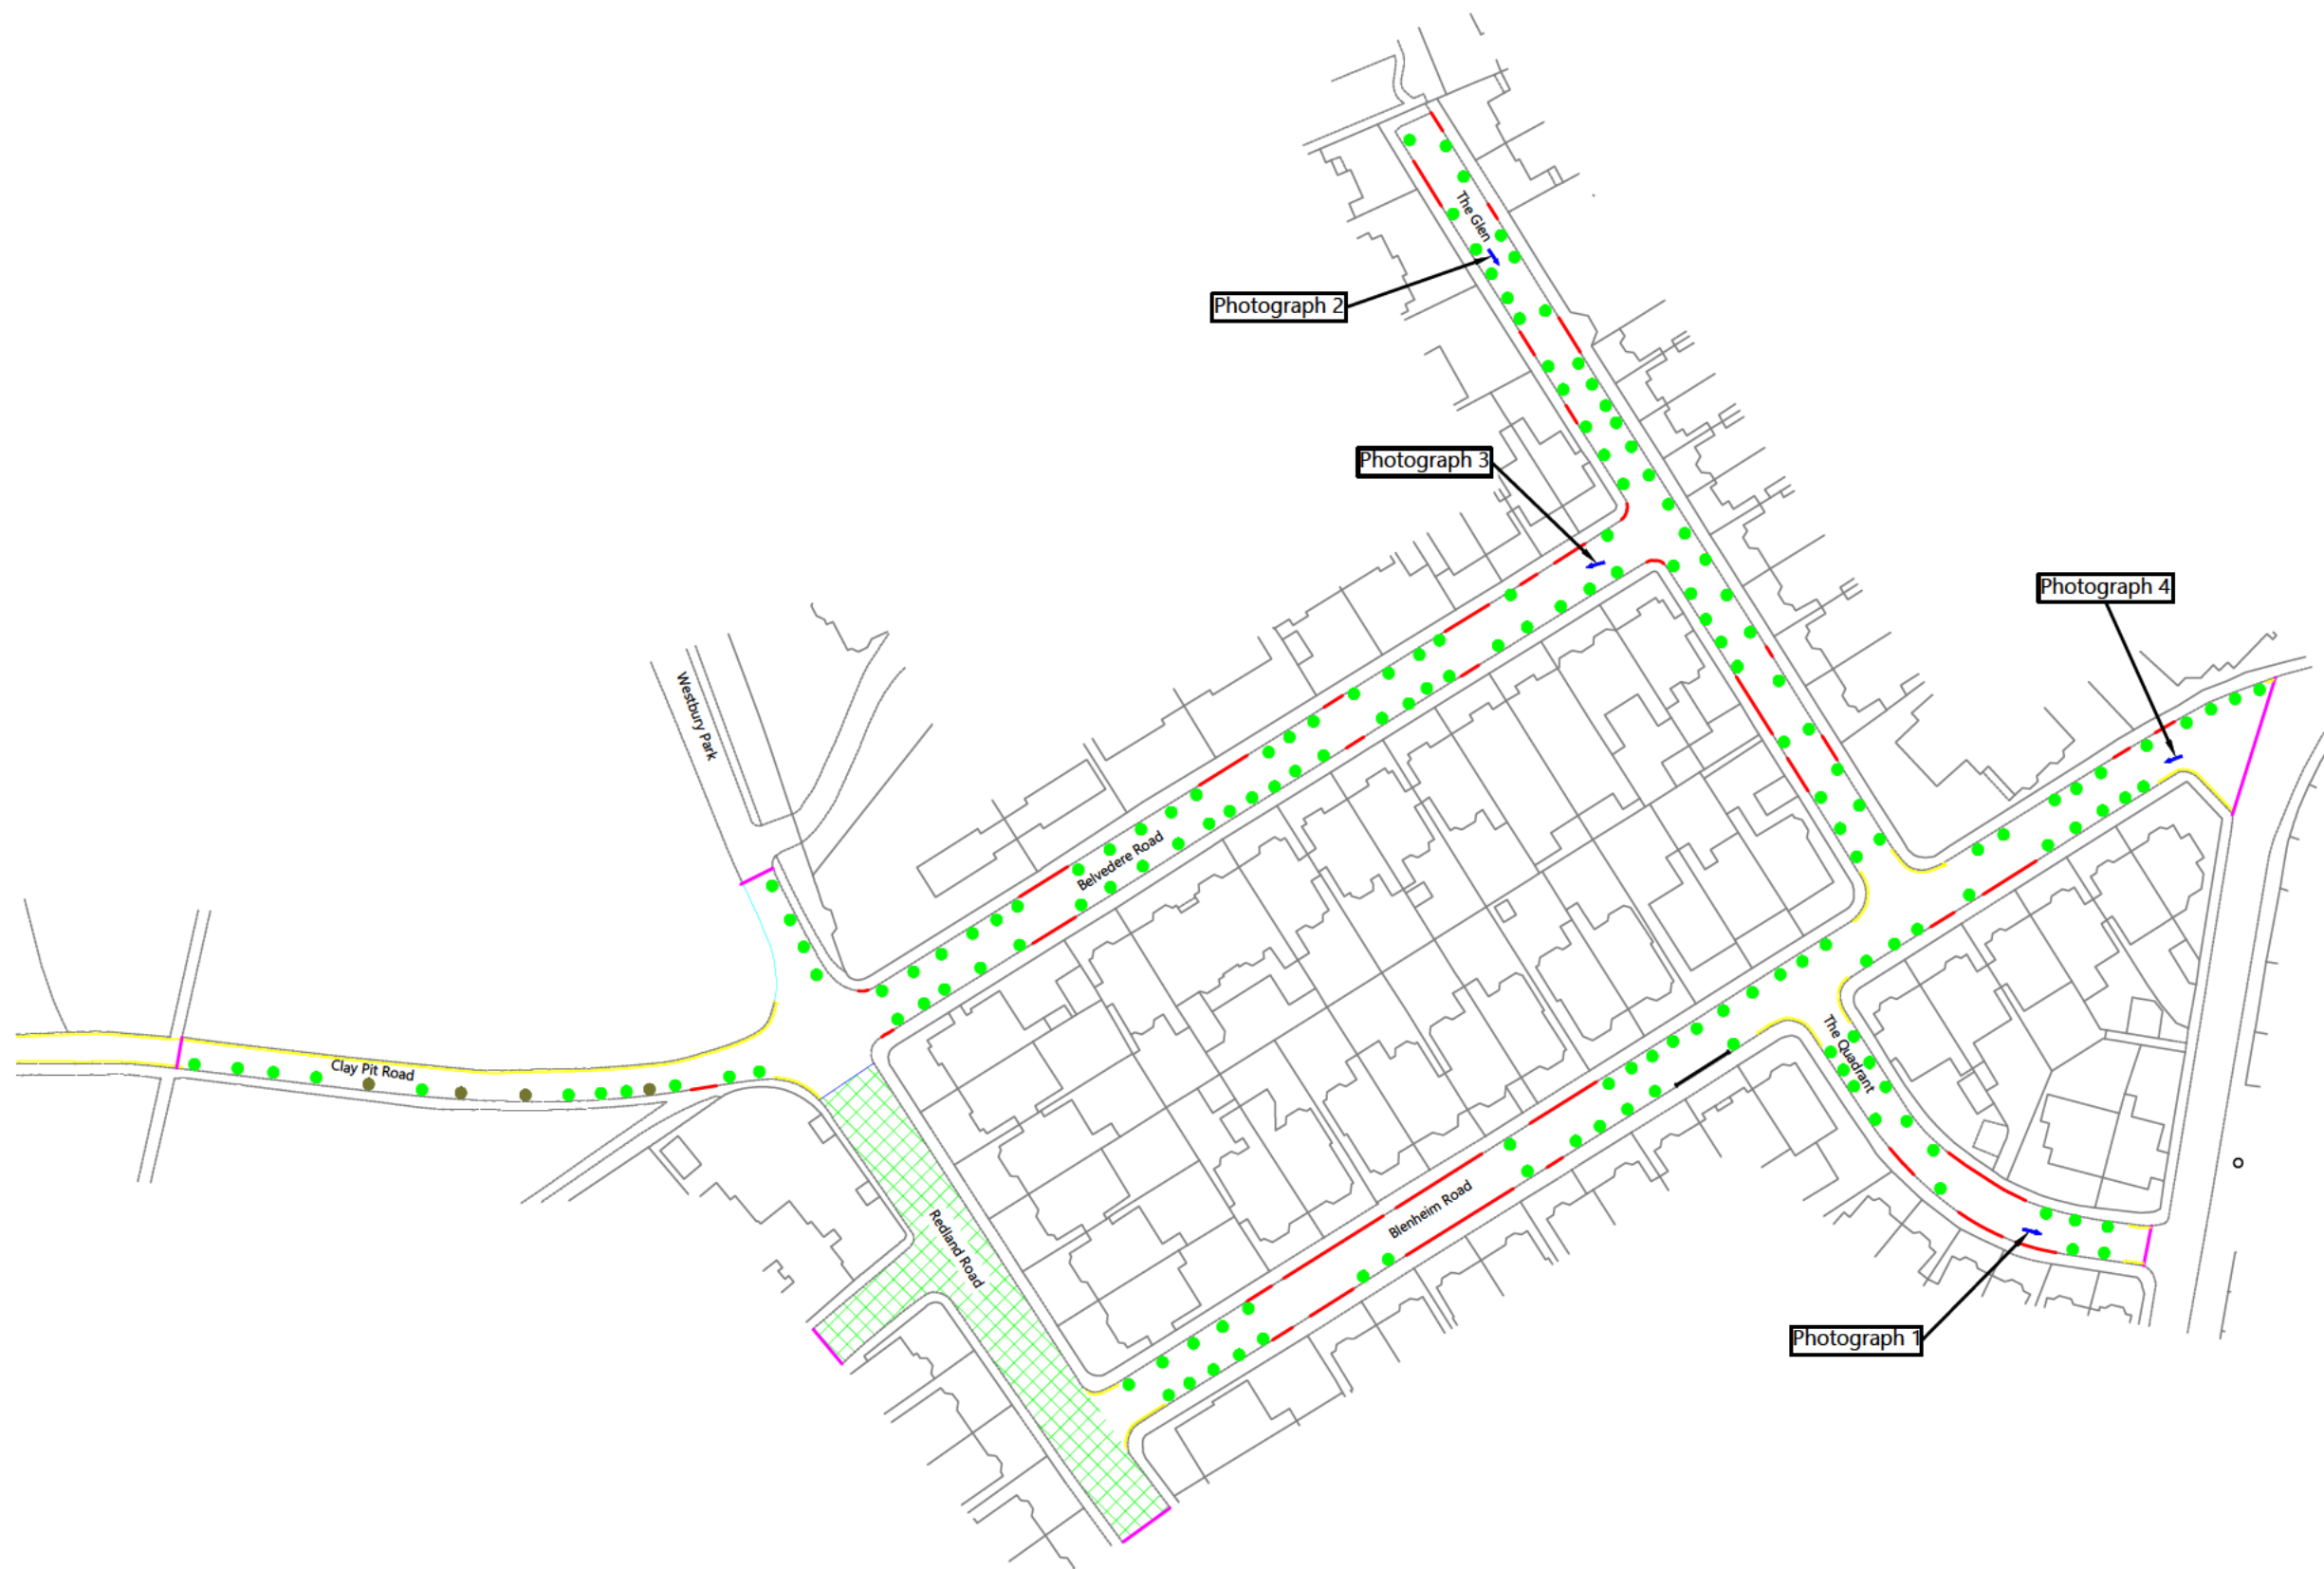 The Glen
Photograph 2
Photograph 3
Photograph 4
Westbury Park
Belvedere Road
Clay Pit Road
The Quadrant
Blenheim Road
Redland Road
Photograph 1